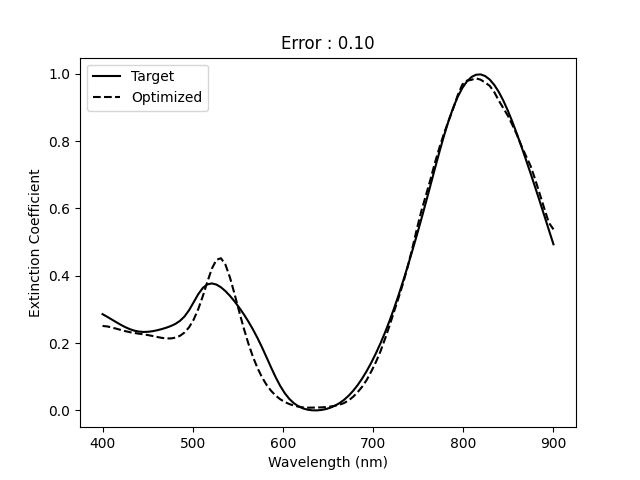 Error : 0.10
Target
Optimized
Extinction Coefficient
1.0
0.8
0.6
0.4
0.2
0.0
400 500 600 700 800 900
Wavelength (nm)